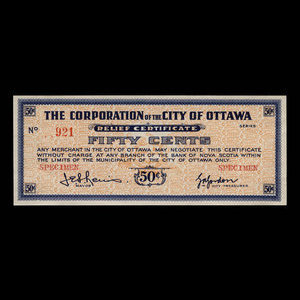 50¢ 50¢
THE CORPORATION OF THE CITY OF OTTAWA
RELIEF CERTIFICATE
Nº 921 SERIES
FIFTY CENTS
ANY MERCHANT IN THE CITY OF OTTAWA MAY NEGOTIATE THIS CERTIFICATE
WITHOUT CHARGE AT ANY BRANCH OF THE BANK OF NOVA SCOTIA WITHIN
THE LIMITS OF THE MUNICIPALITY OF THE CITY OF OTTAWA ONLY.
SPECIMEN SPECIMEN
50¢
MAYOR CITY TREASURER
50¢ 50¢